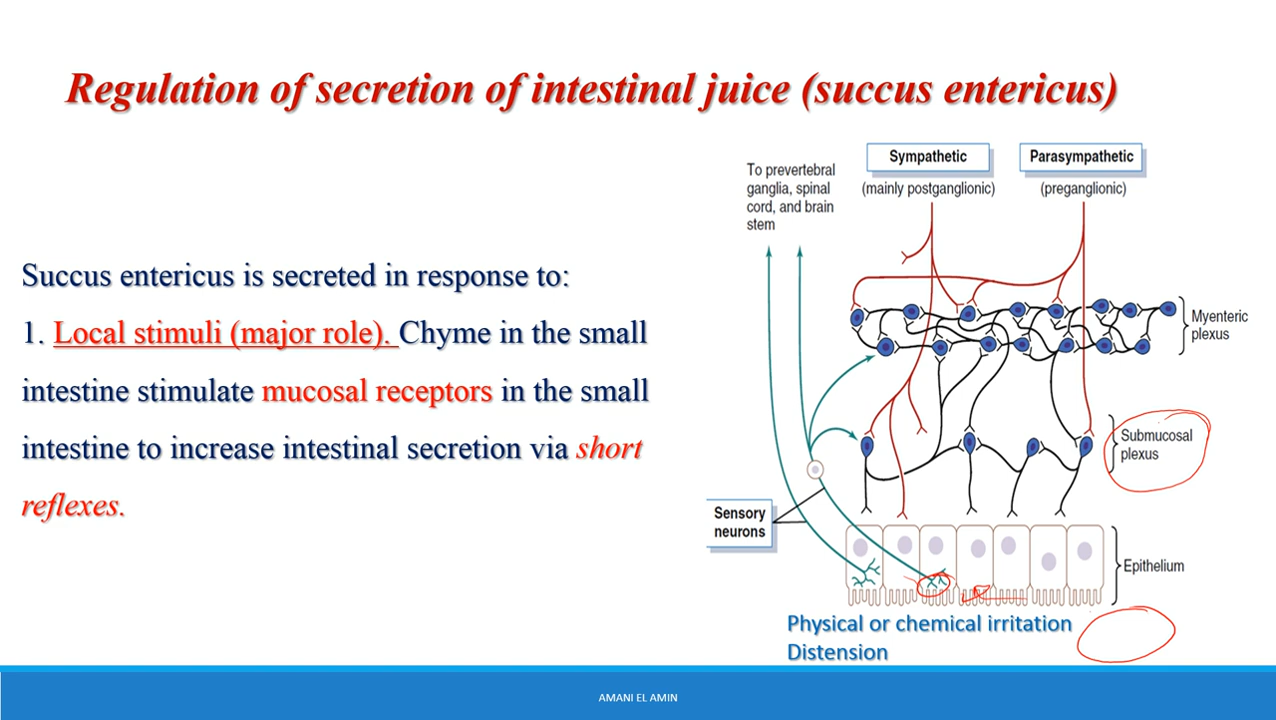 Regulation of secretion of intestinal juice (succus entericus)
Succus entericus is secreted in response to:
1. Local stimuli (major role). Chyme in the small
intestine stimulate mucosal receptors in the small
intestine to increase intestinal secretion via short
reflexes.
To prevertebral
ganglia, spinal
cord, and brain
stem
Sympathetic
(mainly postganglionic)
Parasympathetic
(preganglionic)
Myenteric
plexus
Submucosal
plexus
Sensory
neurons
Epithelium
Physical or chemical irritation
Distension
AMANI EL AMIN